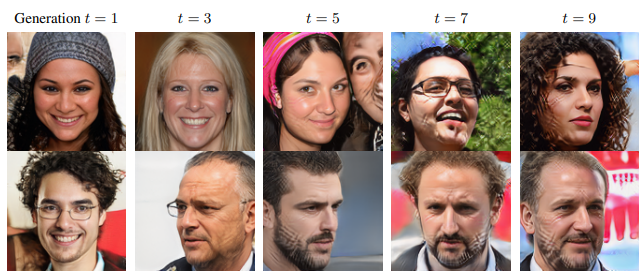 Generation t = 1 t = 3 t = 5 t = 7 t = 9